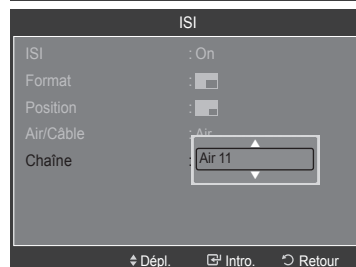 ISI
ISI : On
Format :
Position :
Air/Câble : Air
Chaîne : Air 11
Dépl. Intro. Retour